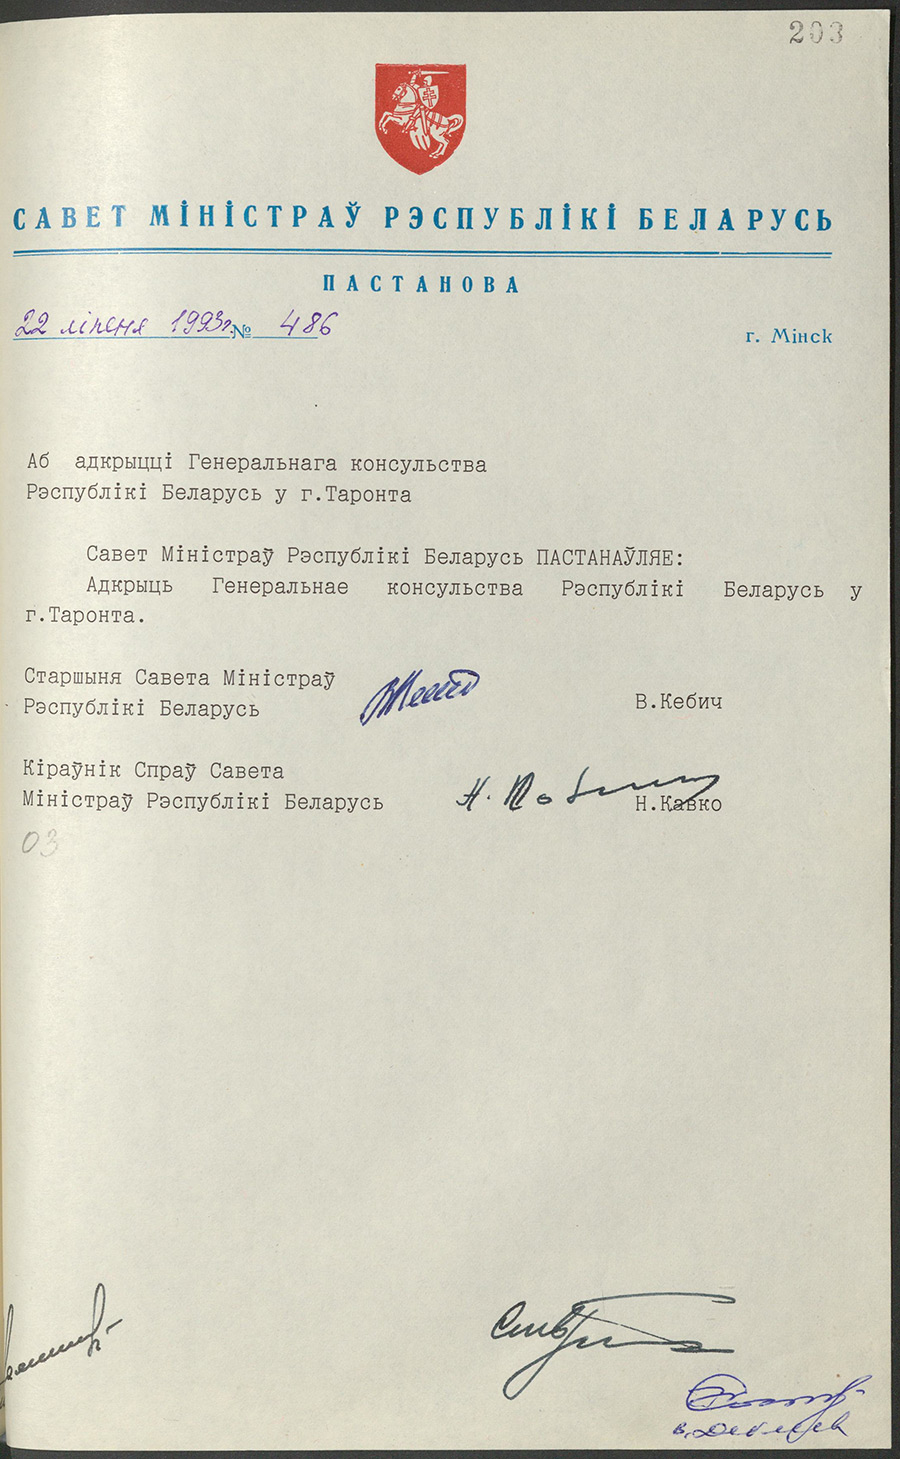 203
САВЕТ МІНІСТРАЎ РЭСПУБЛІКІ БЕЛАРУСЬ
ПАСТАНОВА
22 ліпеня 1993г. № 486
г. Мінск
Аб адкрыцці Генеральнага консульства
Рэспублікі Беларусь у г.Таронта
Савет Міністраў Рэспублікі Беларусь ПАСТАНАЎЛЯЕ:
Адкрыць Генеральнае консульства Рэспублікі Беларусь у
г.Таронта.
Старшыня Савета Міністраў
Рэспублікі Беларусь
В.Кебич
Кіраўнік Спраў Савета
Міністраў Рэспублікі Беларусь
Н.Кавко
03